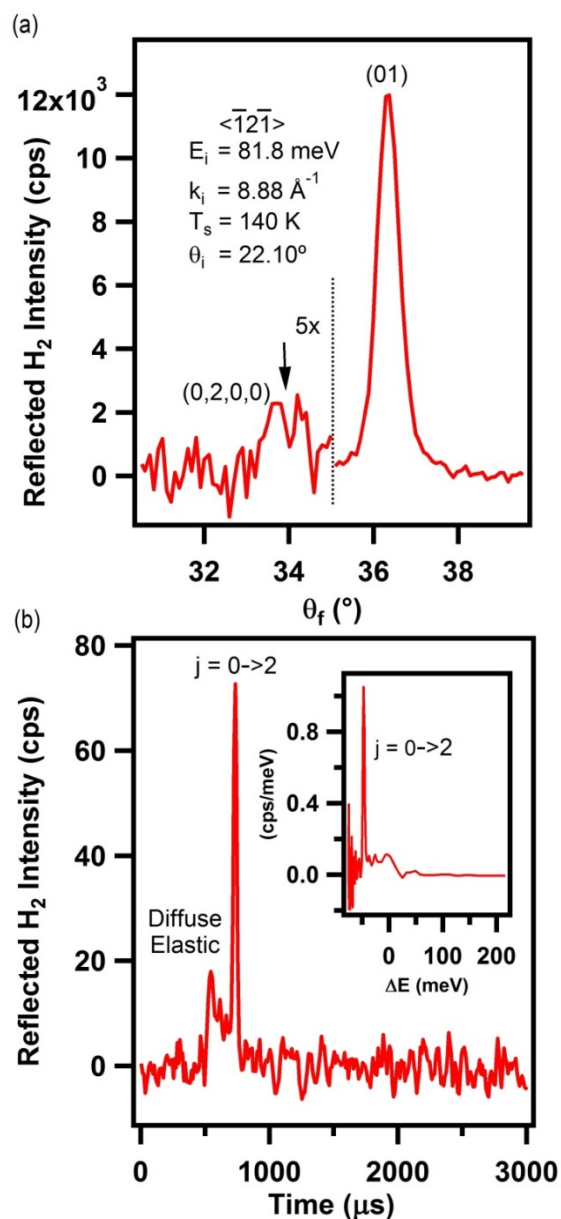 (a)
(01)
12x10³
<1̅21̅>
Eᵢ = 81.8 meV
kᵢ = 8.88 Å⁻¹
Tₛ = 140 K
θᵢ = 22.10º
10
8
6
4
2
0
5x
(0,2,0,0)
Reflected H₂ Intensity (cps)
32
34
36
38
θf (°)
(b)
80
60
40
20
0
Reflected H₂ Intensity (cps)
j = 0->2
Diffuse
Elastic
0.8
0.4
0.0
(cps/meV)
j = 0->2
0
100
200
ΔE (meV)
0
1000
2000
3000
Time (μs)